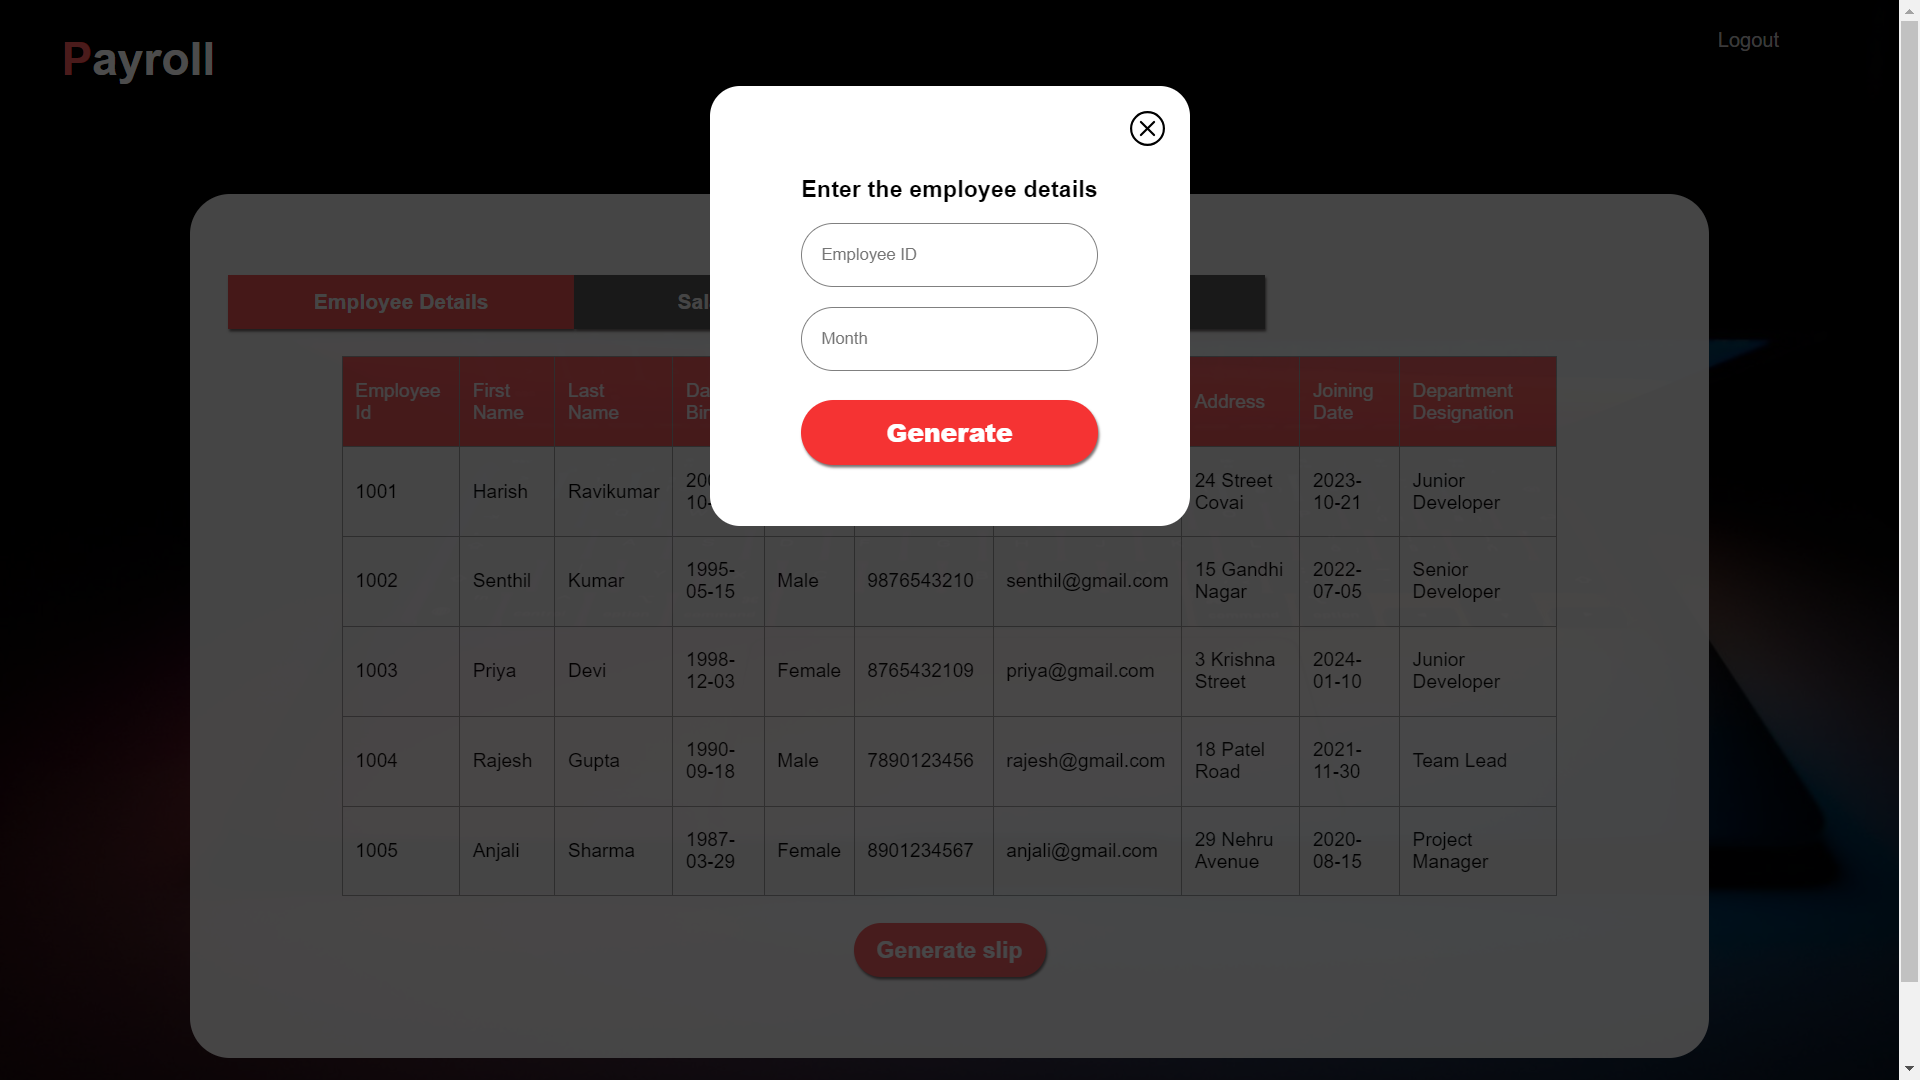 Payroll
Logout
Enter the employee details
Employee ID
Month
Generate
Employee Details
Employee Id First Name Last Name Address Joining Date Department Designation
1001 Harish Ravikumar 24 Street Covai 2023-10-21 Junior Developer
1002 Senthil Kumar 1995-05-15 Male 9876543210 senthil@gmail.com 15 Gandhi Nagar 2022-07-05 Senior Developer
1003 Priya Devi 1998-12-03 Female 8765432109 priya@gmail.com 3 Krishna Street 2024-01-10 Junior Developer
1004 Rajesh Gupta 1990-09-18 Male 7890123456 rajesh@gmail.com 18 Patel Road 2021-11-30 Team Lead
1005 Anjali Sharma 1987-03-29 Female 8901234567 anjali@gmail.com 29 Nehru Avenue 2020-08-15 Project Manager
Generate slip